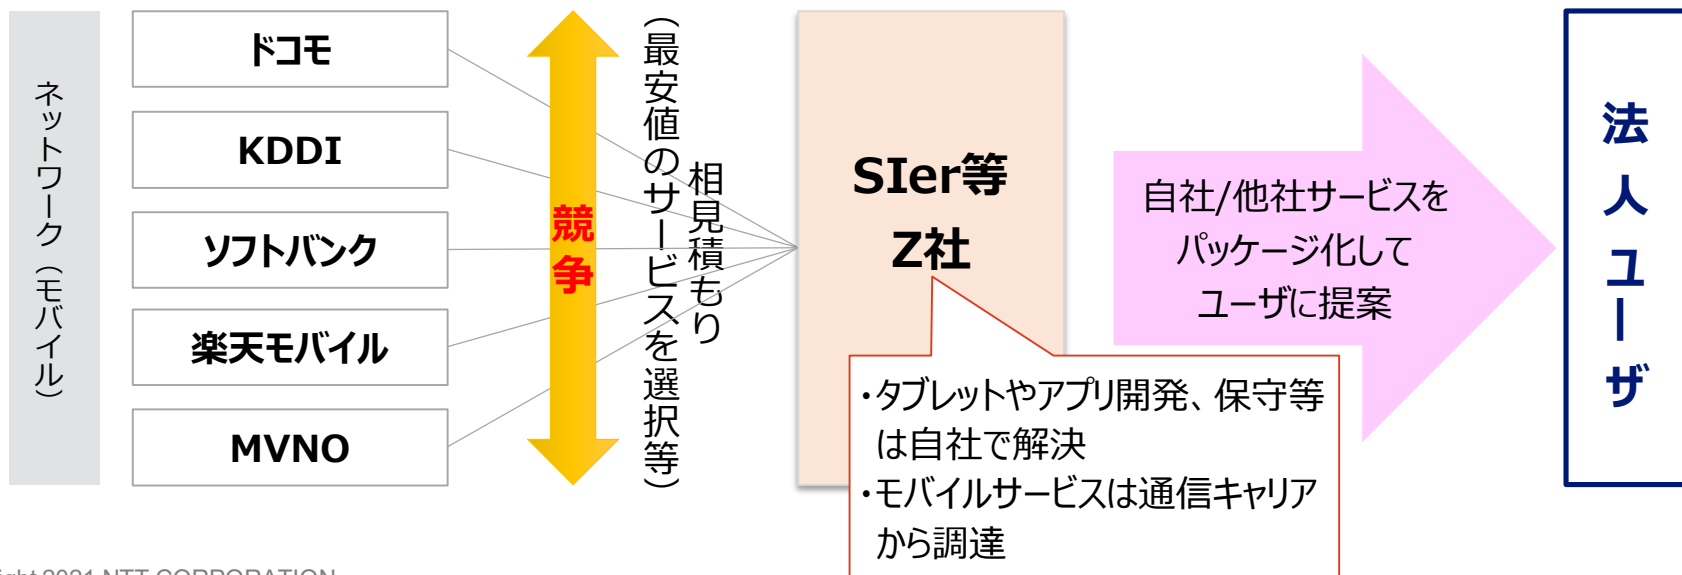 ネットワーク（モバイル）
ドコモ
KDDI
ソフトバンク
楽天モバイル
MVNO
競争
相見積もり
（最安値のサービスを選択等）
SIer等
Z社
・タブレットやアプリ開発、保守等
は自社で解決
・モバイルサービスは通信キャリア
から調達
自社/他社サービスを
パッケージ化して
ユーザに提案
法人ユーザ
2021 NTT CORPORATION